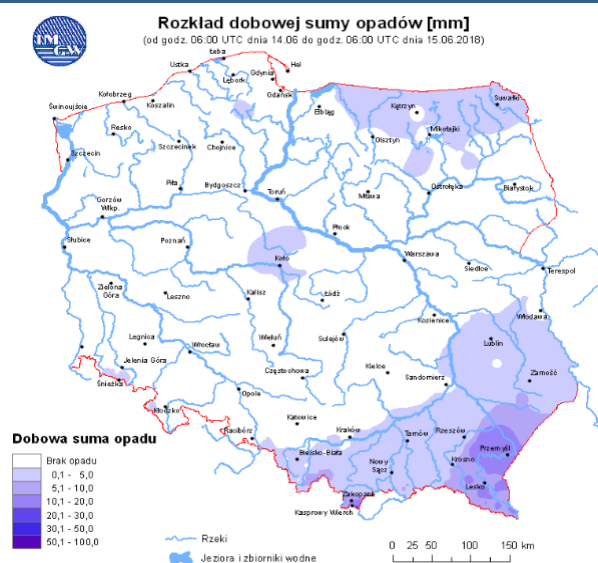 IMGW
Rozkład dobowej sumy opadów [mm]
(od godz. 06:00 UTC dnia 14.06 do godz. 06:00 UTC dnia 15.06.2018)
Łeba
Ustka
Hel
Gdynia
Lębork
Gdańsk
Kołobrzeg
Koszalin
Świnoujście
Elbląg
Kętrzyn
Suwałki
Resko
Mikołajki
Olsztyn
Szczecinek
Chojnice
Szczecin
Piła
Bydgoszcz
Toruń
Mława
Ostrołęka
Białystok
Gorzów
Wlkp.
Płock
Słubice
Poznań
Koło
Warszawa
Siedlce
Terespol
Zielona
Góra
Leszno
Kalisz
Łódź
Kozienice
Włodawa
Legnica
Wrocław
Wieluń
Sulejów
Lublin
Jelenia Góra
Śnieżka
Częstochowa
Kielce
Sandomierz
Zamość
Kłodzko
Opole
Racibórz
Katowice
Kraków
Tarnów
Rzeszów
Przemyśl
Bielsko-Biała
Nowy
Sącz
Krosno
Lesko
Zakopane
Kasprowy Wierch
Dobowa suma opadu
Brak opadu
0,1 - 5,0
5,1 - 10,0
10,1 - 20,0
20,1 - 30,0
30,1 - 50,0
50,1 - 100,0
Rzeki
Jeziora i zbiorniki wodne
0 25 50 100 150 km